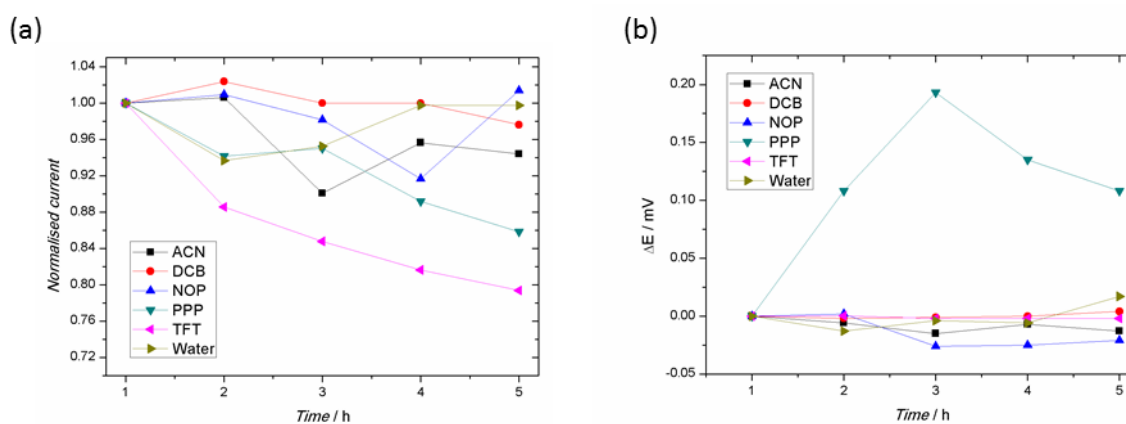 (a)
Normalised current
1.04
1.00
0.96
0.92
0.88
0.84
0.80
0.76
0.72
ACN
DCB
NOP
PPP
TFT
Water
1 2 3 4 5
Time / h
(b)
ΔE / mV
0.20
0.15
0.10
0.05
0.00
-0.05
ACN
DCB
NOP
PPP
TFT
Water
1 2 3 4 5
Time / h